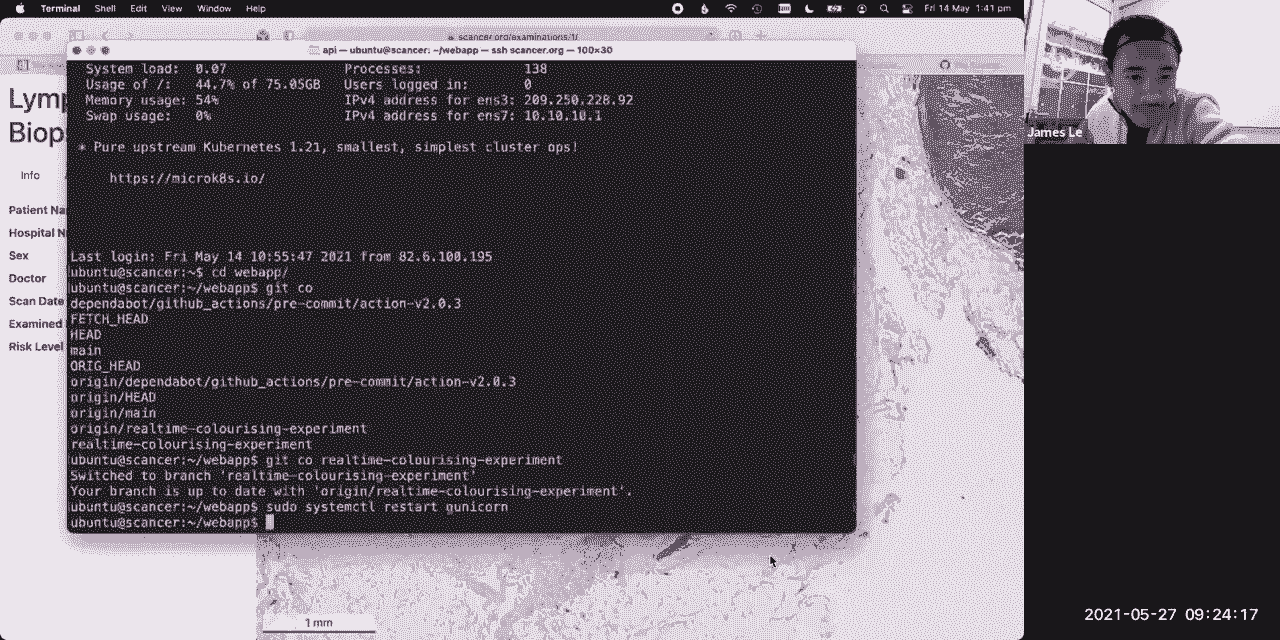 Terminal Shell Edit View Window Help Fri 14 May 1:41 pm
scancer.org/examinations/1/
api — ubuntu@scancer: ~/webapp — ssh scancer.org — 100×30
System load: 0.07 Processes: 138
Usage of /: 44.7% of 75.05GB Users logged in: 0
Memory usage: 54% IPv4 address for ens3: 209.250.228.92
Swap usage: 0% IPv4 address for ens7: 10.10.10.1
* Pure upstream Kubernetes 1.21, smallest, simplest cluster ops!
https://microk8s.io/
Last login: Fri May 14 10:55:47 2021 from 82.6.100.195
ubuntu@scancer:~$ cd webapp/
ubuntu@scancer:~/webapp$ git co
dependabot/github_actions/pre-commit/action-v2.0.3
FETCH_HEAD
HEAD
main
ORIG_HEAD
origin/dependabot/github_actions/pre-commit/action-v2.0.3
origin/HEAD
origin/main
origin/realtime-colourising-experiment
realtime-colourising-experiment
ubuntu@scancer:~/webapp$ git co realtime-colourising-experiment
Switched to branch 'realtime-colourising-experiment'
Your branch is up to date with 'origin/realtime-colourising-experiment'.
ubuntu@scancer:~/webapp$ sudo systemctl restart gunicorn
ubuntu@scancer:~/webapp$
Lymp
Biop
Info
Patient Na
Hospital N
Sex
Doctor
Scan Date
Examined
Risk Level
1 mm
James Le
2021-05-27 09:24:17